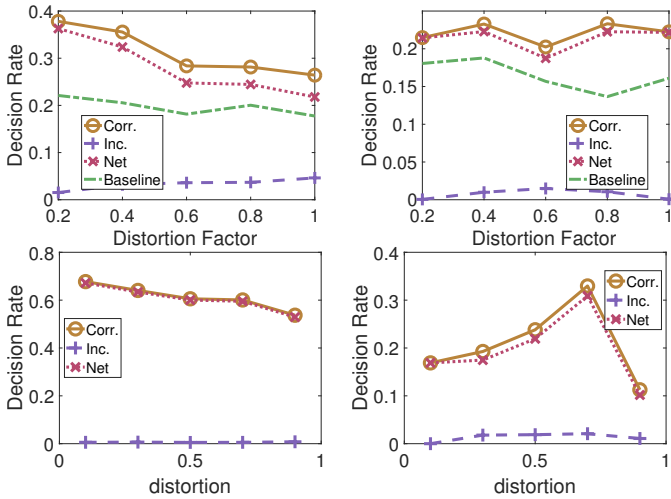 0.4
0.3
0.2
0.1
0
Decision Rate
Corr.
Inc.
Net
Baseline
0.2 0.4 0.6 0.8 1
Distortion Factor
0.2
0.15
0.1
0.05
0
Decision Rate
Corr.
Inc.
Net
Baseline
0.2 0.4 0.6 0.8 1
Distortion Factor
0.8
0.6
0.4
0.2
0
Decision Rate
Corr.
Inc.
Net
0 0.5 1
distortion
0.4
0.3
0.2
0.1
0
Decision Rate
Corr.
Inc.
Net
0 0.5 1
distortion